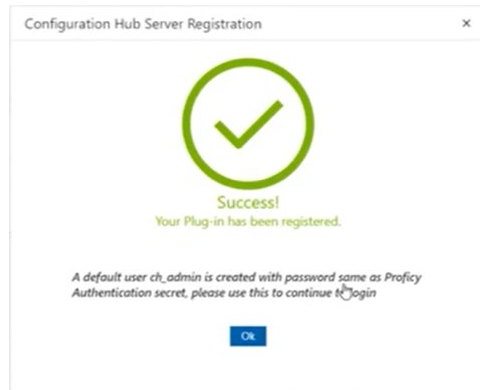 Configuration Hub Server Registration
Success!
Your Plug-in has been registered.
A default user ch_admin is created with password same as Proficy
Authentication secret, please use this to continue to login
Ok